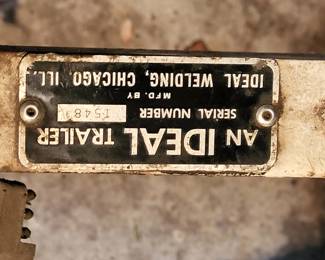 AN IDEAL TRAILER
SERIAL NUMBER
MFD. BY
IDEAL WELDING, CHICAGO, ILL.